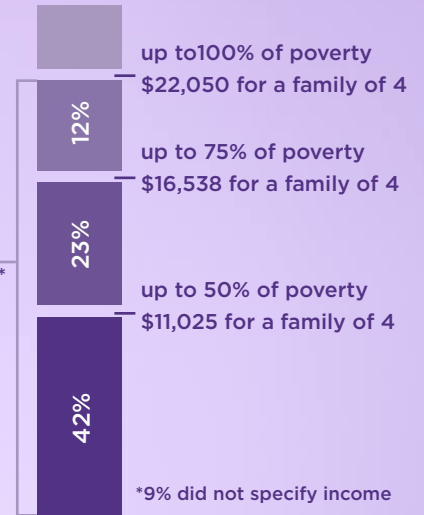 up to100% of poverty
$22,050 for a family of 4
12%
up to 75% of poverty
$16,538 for a family of 4
23%
*
up to 50% of poverty
$11,025 for a family of 4
42%
*9% did not specify income